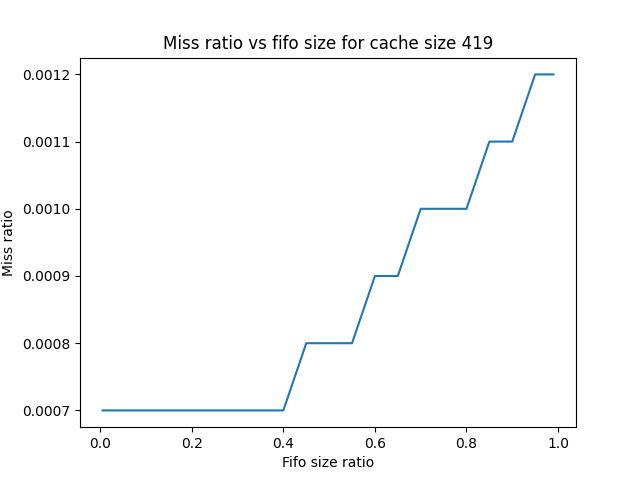 Miss ratio vs fifo size for cache size 419
Miss ratio
0.0012
0.0011
0.0010
0.0009
0.0008
0.0007
0.0 0.2 0.4 0.6 0.8 1.0
Fifo size ratio